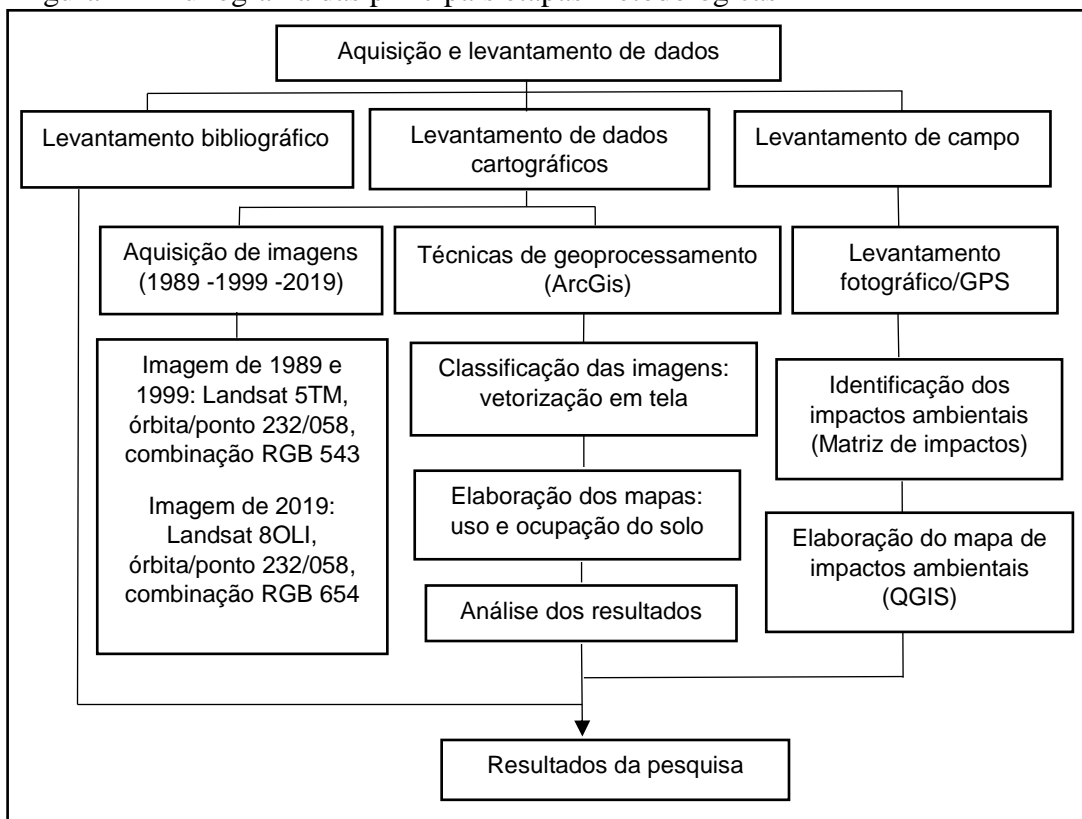 Aquisição e levantamento de dados
Levantamento bibliográfico
Levantamento de dados
cartográficos
Levantamento de campo
Aquisição de imagens
(1989 -1999 -2019)
Técnicas de geoprocessamento
(ArcGis)
Levantamento
fotográfico/GPS
Imagem de 1989 e
1999: Landsat 5TM,
órbita/ponto 232/058,
combinação RGB 543
Imagem de 2019:
Landsat 8OLI,
órbita/ponto 232/058,
combinação RGB 654
Classificação das imagens:
vetorização em tela
Identificação dos
impactos ambientais
(Matriz de impactos)
Elaboração dos mapas:
uso e ocupação do solo
Elaboração do mapa de
impactos ambientais
(QGIS)
Análise dos resultados
Resultados da pesquisa